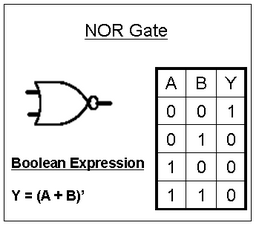 NOR Gate
A B Y
0 0 1
0 1 0
1 0 0
1 1 0
Boolean Expression
Y = (A + B)’